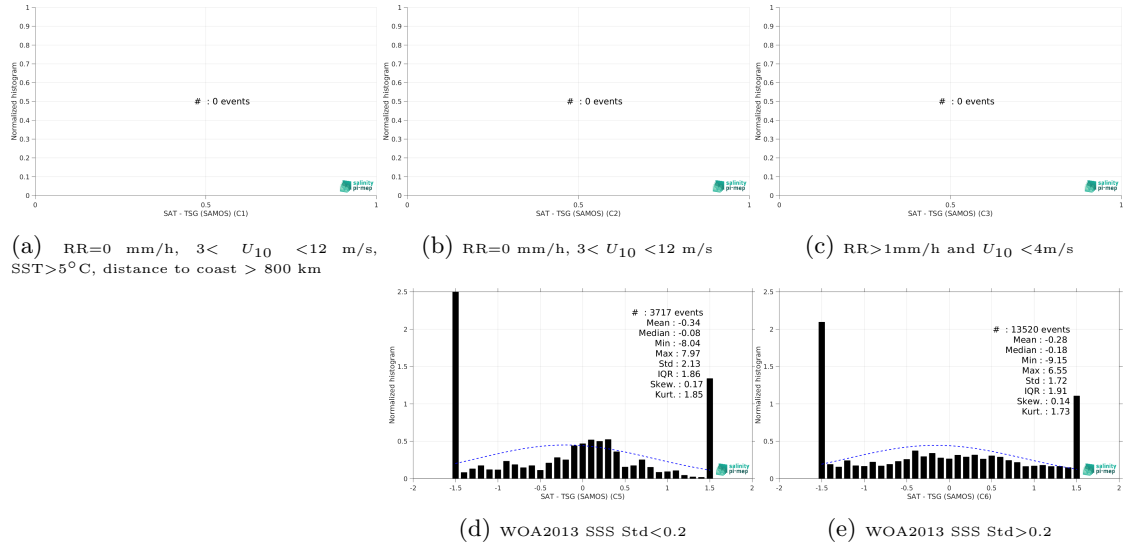 1
0.9
0.8
0.7
0.6
0.5
0.4
0.3
0.2
0.1
0
Normalized histogram
# : 0 events
salinity
pi-mep
0 0.5 1
SAT - TSG (SAMOS) (C1)
1
0.9
0.8
0.7
0.6
0.5
0.4
0.3
0.2
0.1
0
Normalized histogram
# : 0 events
salinity
pi-mep
0 0.5 1
SAT - TSG (SAMOS) (C2)
1
0.9
0.8
0.7
0.6
0.5
0.4
0.3
0.2
0.1
0
Normalized histogram
# : 0 events
salinity
pi-mep
0 0.5 1
SAT - TSG (SAMOS) (C3)
(a) RR=0 mm/h, 3< U10 <12 m/s,
SST>5°C, distance to coast > 800 km
(b) RR=0 mm/h, 3< U10 <12 m/s
(c) RR>1mm/h and U10 <4m/s
2.5
2
1.5
1
0.5
0
Normalized histogram
# : 3717 events
Mean : -0.34
Median : -0.08
Min : -8.04
Max : 7.97
Std : 2.13
IQR : 1.86
Skew. : 0.17
Kurt. : 1.85
salinity
pi-mep
-2 -1.5 -1 -0.5 0 0.5 1 1.5 2
SAT - TSG (SAMOS) (C5)
2.5
2
1.5
1
0.5
0
Normalized histogram
# : 13520 events
Mean : -0.28
Median : -0.18
Min : -9.15
Max : 6.55
Std : 1.72
IQR : 1.91
Skew. : 0.14
Kurt. : 1.73
salinity
pi-mep
-2 -1.5 -1 -0.5 0 0.5 1 1.5 2
SAT - TSG (SAMOS) (C6)
(d) WOA2013 SSS Std<0.2
(e) WOA2013 SSS Std>0.2